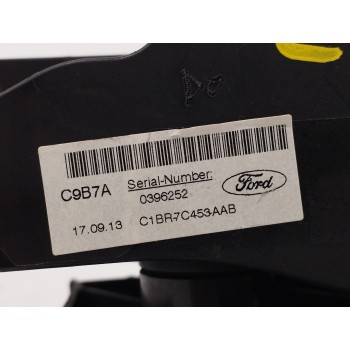 C9B7A
Serial-Number:
0396252
Ford
17.09.13
C1BR-7C453-AAB